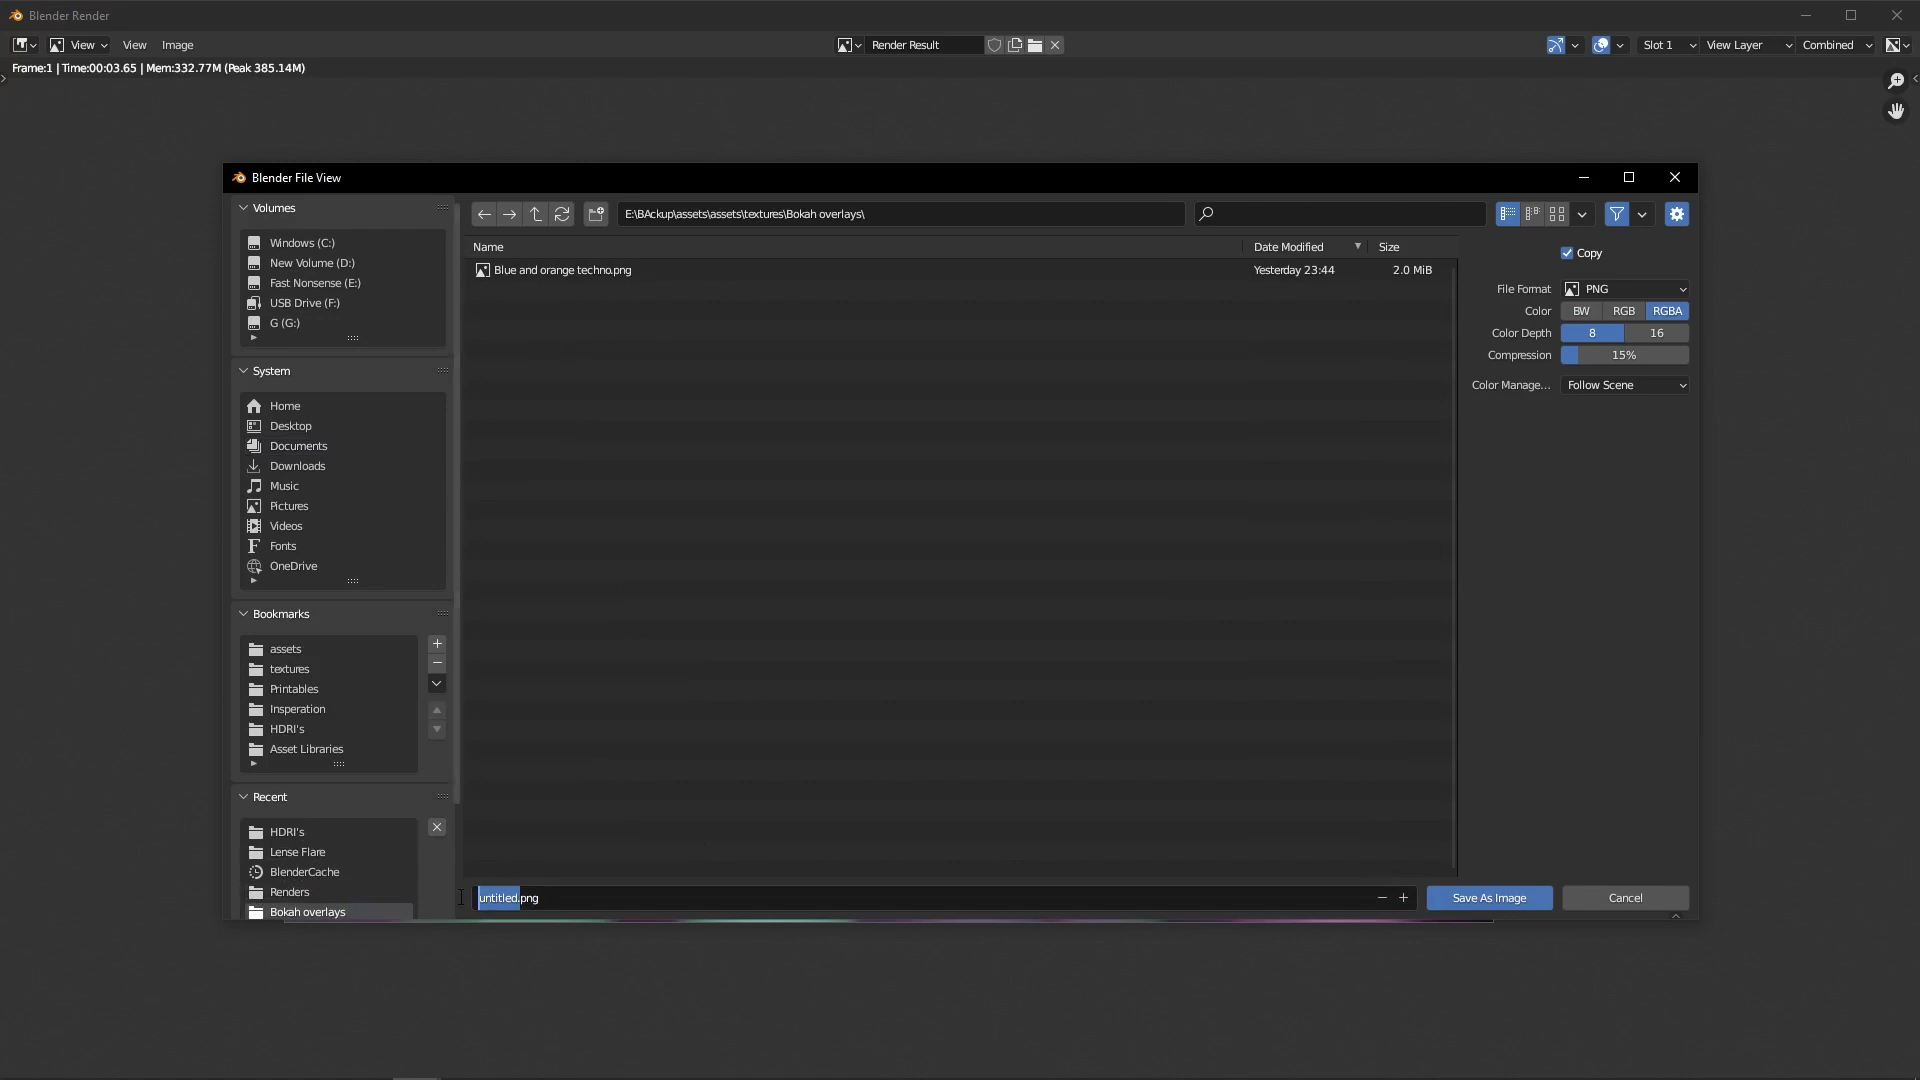 Blender Render
View View Image Render Result Slot 1 View Layer Combined
Frame:1 | Time:00:03.65 | Mem:332.77M (Peak 385.14M)
Blender File View
Volumes
Windows (C:)
New Volume (D:)
Fast Nonsense (E:)
USB Drive (F:)
G (G:)
System
Home
Desktop
Documents
Downloads
Music
Pictures
Videos
Fonts
OneDrive
Bookmarks
assets
textures
Printables
Insperation
HDRI's
Asset Libraries
Recent
HDRI's
Lense Flare
BlenderCache
Renders
Bokah overlays
E:\BAckup\assets\assets\textures\Bokah overlays\
Name Date Modified Size
Blue and orange techno.png Yesterday 23:44 2.0 MiB
Copy
File Format PNG
Color BW RGB RGBA
Color Depth 8 16
Compression 15%
Color Manage... Follow Scene
untitled.png
Save As Image Cancel